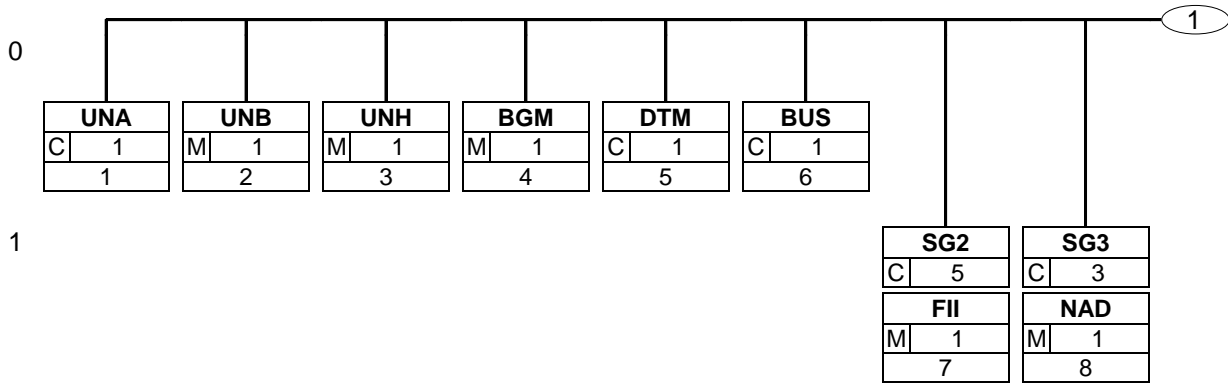 1
0
UNA UNB UNH BGM DTM BUS
C 1 M 1 M 1 M 1 C 1 C 1
1 2 3 4 5 6
1
SG2 SG3
C 5 C 3
FII NAD
M 1 M 1
7 8